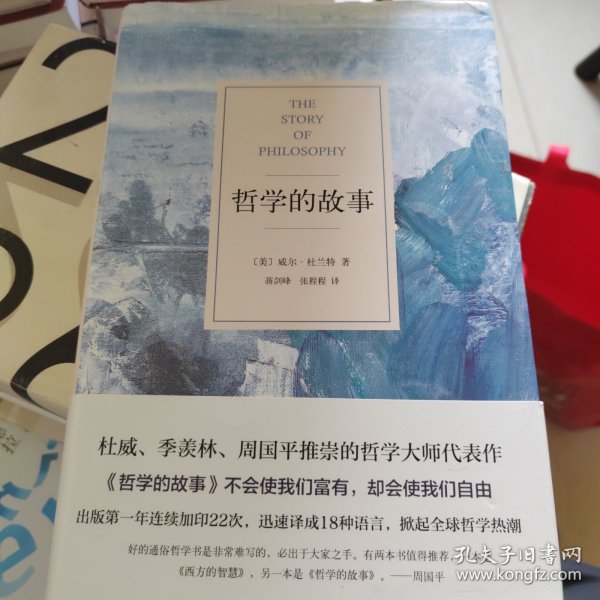 THE
STORY
OF
PHILOSOPHY
哲学的故事
〔美〕威尔·杜兰特 著
蒋剑峰 张程程 译
杜威、季羡林、周国平推崇的哲学大师代表作
《哲学的故事》不会使我们富有，却会使我们自由
出版第一年连续加印22次，迅速译成18种语言，掀起全球哲学热潮
好的通俗哲学书是非常难写的，必出于大家之手。有两本书值得推荐，
《西方的智慧》，另一本是《哲学的故事》。——周国平
孔夫子旧书网
www.kongfz.com